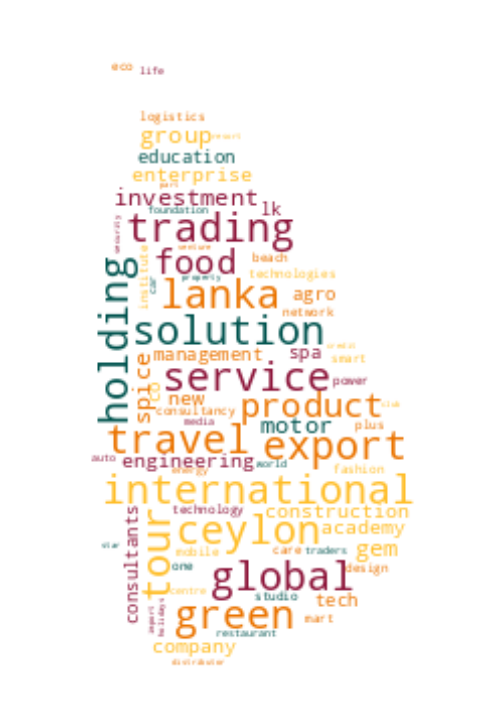 eco
life
logistics
group
resort
education
enterprise
part
investment
lk
foundation
security
trading
venture
food
beach
institute
technologies
car
property
holding
lanka
agro
network
solution
credit
management
spa
smart
spice
service
power
co
new
product
consultancy
media
motor
plus
travel
export
auto
engineering
world
energy
fashion
international
consultants
technology
construction
tour
ceylon
academy
star
mobile
care
traders
gem
one
global
design
centre
studio
tech
import
holidays
green
mart
restaurant
company
distributor